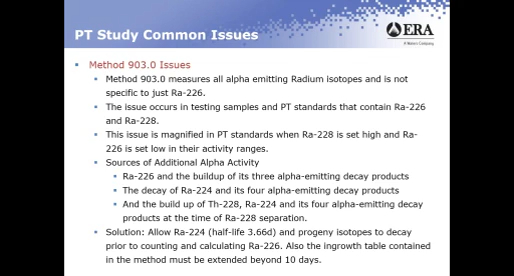 PT Study Common Issues
ERA
A Waters Company
Method 903.0 Issues
Method 903.0 measures all alpha emitting Radium isotopes and is not
specific to just Ra-226.
The issue occurs in testing samples and PT standards that contain Ra-226
and Ra-228.
This issue is magnified in PT standards when Ra-228 is set high and Ra-
226 is set low in their activity ranges.
Sources of Additional Alpha Activity
Ra-226 and the buildup of its three alpha-emitting decay products
The decay of Ra-224 and its four alpha-emitting decay products
And the build up of Th-228, Ra-224 and its four alpha-emitting decay
products at the time of Ra-228 separation.
Solution: Allow Ra-224 (half-life 3.66d) and progeny isotopes to decay
prior to counting and calculating Ra-226. Also the ingrowth table contained
in the method must be extended beyond 10 days.